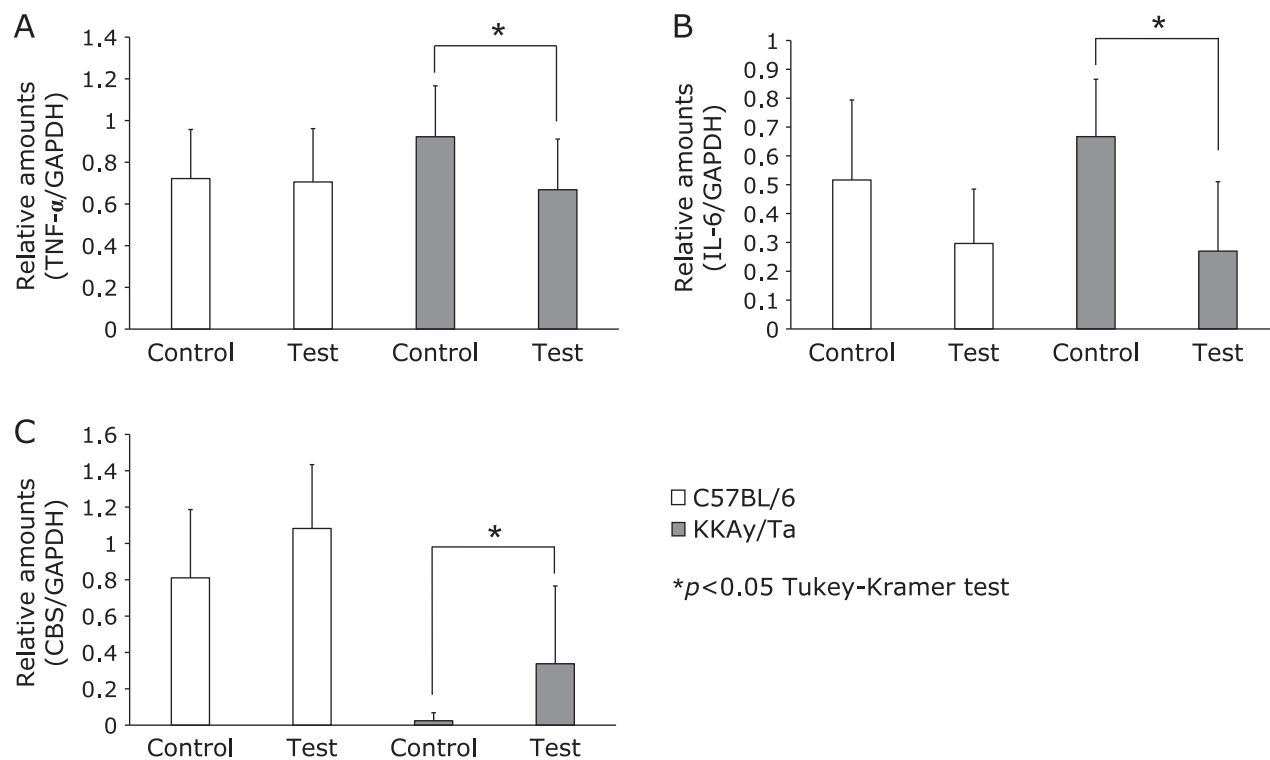 A
Relative amounts
(TNF-α/GAPDH)
1.4
1.2
1
0.8
0.6
0.4
0.2
0
*
Control Test Control Test
B
Relative amounts
(IL-6/GAPDH)
1
0.9
0.8
0.7
0.6
0.5
0.4
0.3
0.2
0.1
0
*
Control Test Control Test
C
Relative amounts
(CBS/GAPDH)
1.6
1.4
1.2
1
0.8
0.6
0.4
0.2
0
*
Control Test Control Test
C57BL/6
KKAy/Ta
*p<0.05 Tukey-Kramer test